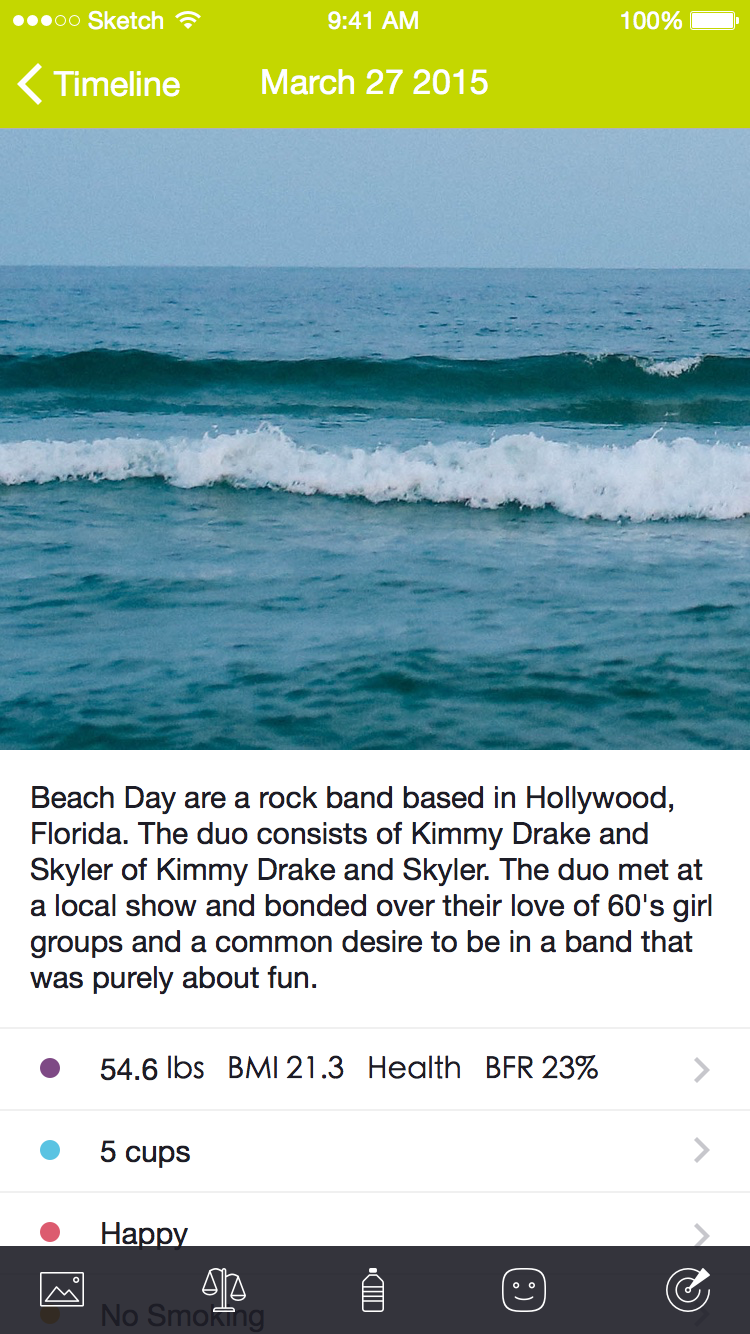 Sketch 9:41 AM 100%
Timeline March 27 2015
Beach Day are a rock band based in Hollywood,
Florida. The duo consists of Kimmy Drake and
Skyler of Kimmy Drake and Skyler. The duo met at
a local show and bonded over their love of 60's girl
groups and a common desire to be in a band that
was purely about fun.
54.6 lbs BMI 21.3 Health BFR 23%
5 cups
Happy
No Smoking